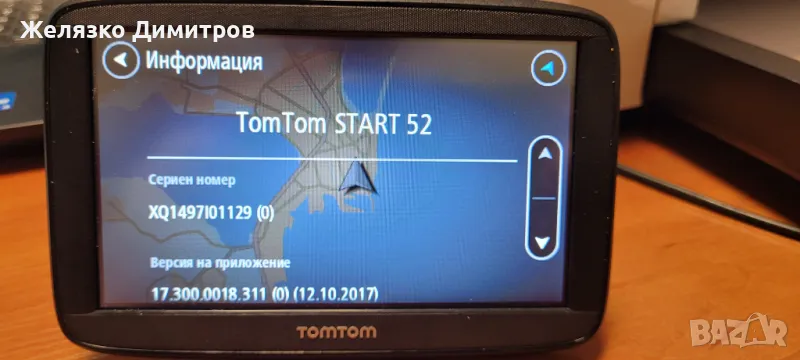 Желязко Димитров
Информация
TomTom START 52
Сериен номер
XQ1497I01129 (0)
Версия на приложение
17.300.0018.311 (0) (12.10.2017)
TOMTOM
BAZAR